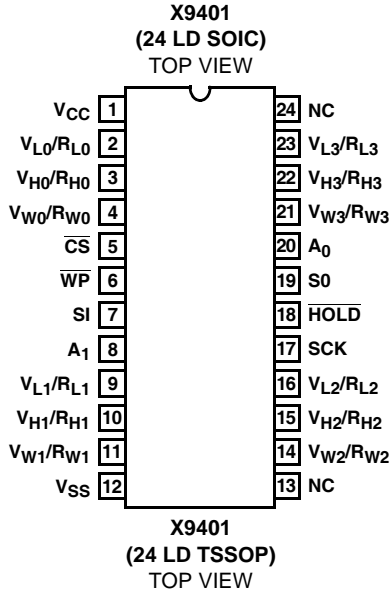 X9401
(24 LD SOIC)
TOP VIEW
VCC 1 24 NC
VL0/RL0 2 23 VL3/RL3
VH0/RH0 3 22 VH3/RH3
VW0/RW0 4 21 VW3/RW3
CS 5 20 A0
WP 6 19 S0
SI 7 18 HOLD
A1 8 17 SCK
VL1/RL1 9 16 VL2/RL2
VH1/RH1 10 15 VH2/RH2
VW1/RW1 11 14 VW2/RW2
VSS 12 13 NC
X9401
(24 LD TSSOP)
TOP VIEW